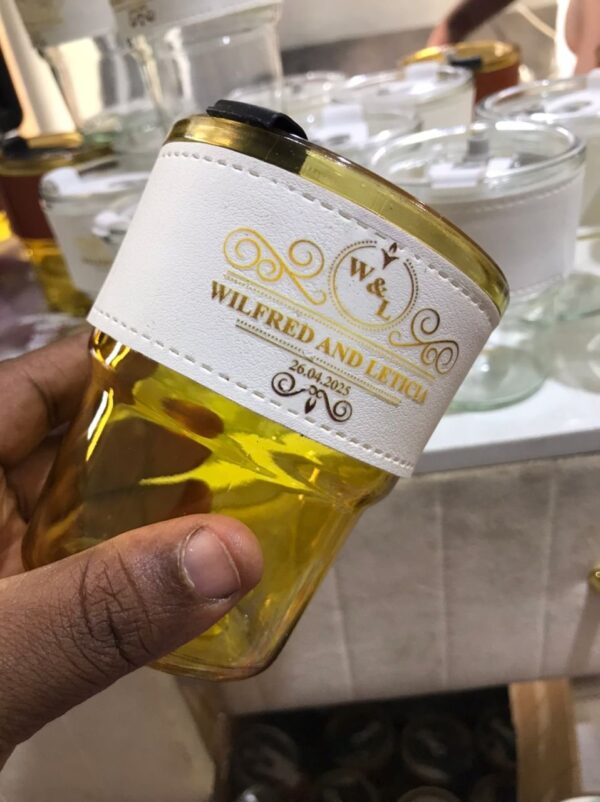 W&L
WILFRED AND LETICIA
26.04.2025